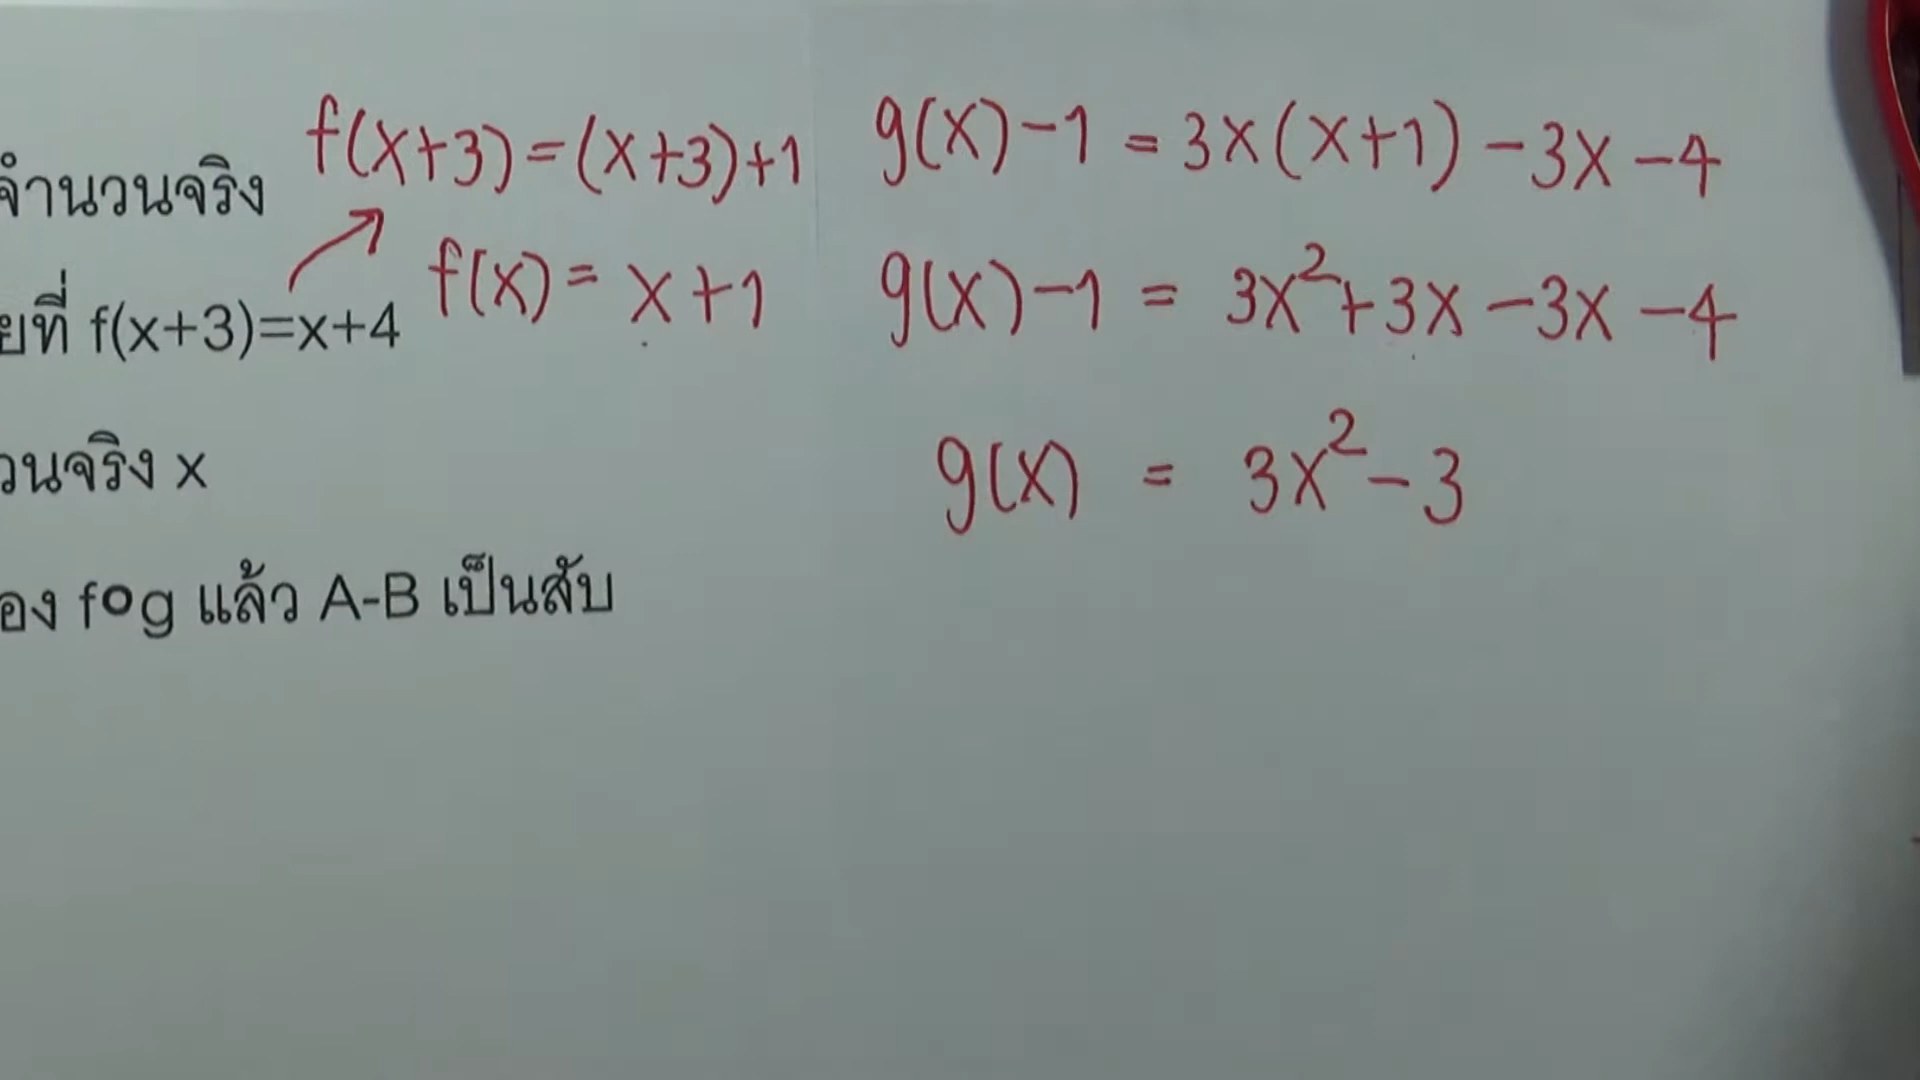 จำนวนจริง
f(x+3)=(x+3)+1
ยที่ f(x+3)=x+4
f(x)= x+1
วนจริง x
อง fog แล้ว A-B เป็นสับ
g(x)-1 = 3x(x+1)-3x-4
g(x)-1 = 3x²+3x-3x-4
g(x) = 3x²-3